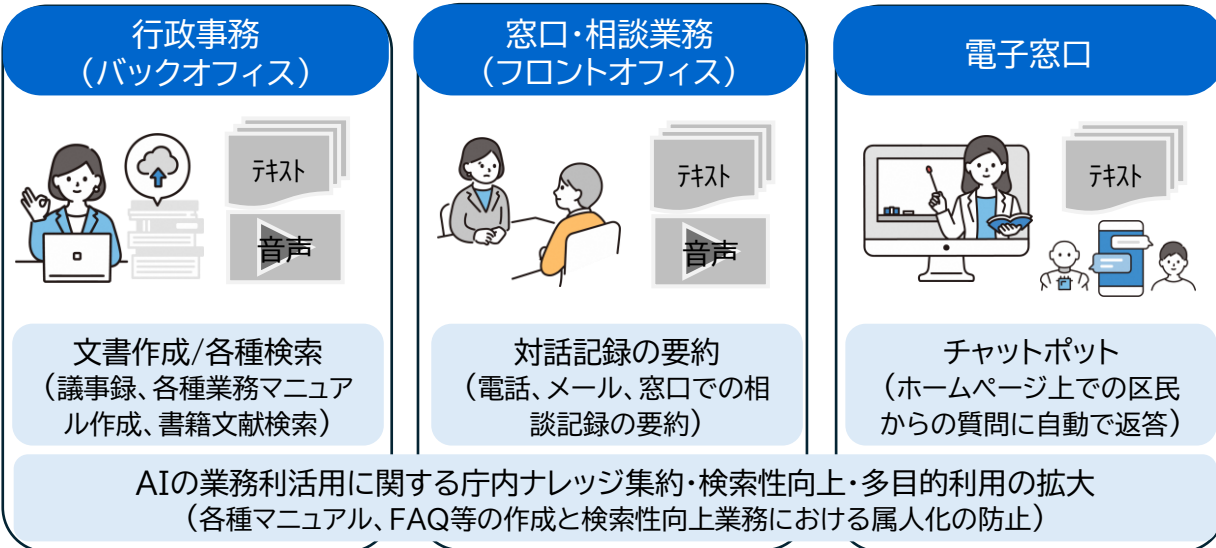 行政事務
（バックオフィス）
テキスト
音声
文書作成/各種検索
（議事録、各種業務マニュア
ル作成、書籍文献検索）
窓口・相談業務
（フロントオフィス）
テキスト
音声
対話記録の要約
（電話、メール、窓口での相
談記録の要約）
電子窓口
テキスト
チャットポット
（ホームページ上での区民
からの質問に自動で返答）
AIの業務利活用に関する庁内ナレッジ集約・検索性向上・多目的利用の拡大
（各種マニュアル、FAQ等の作成と検索性向上業務における属人化の防止）